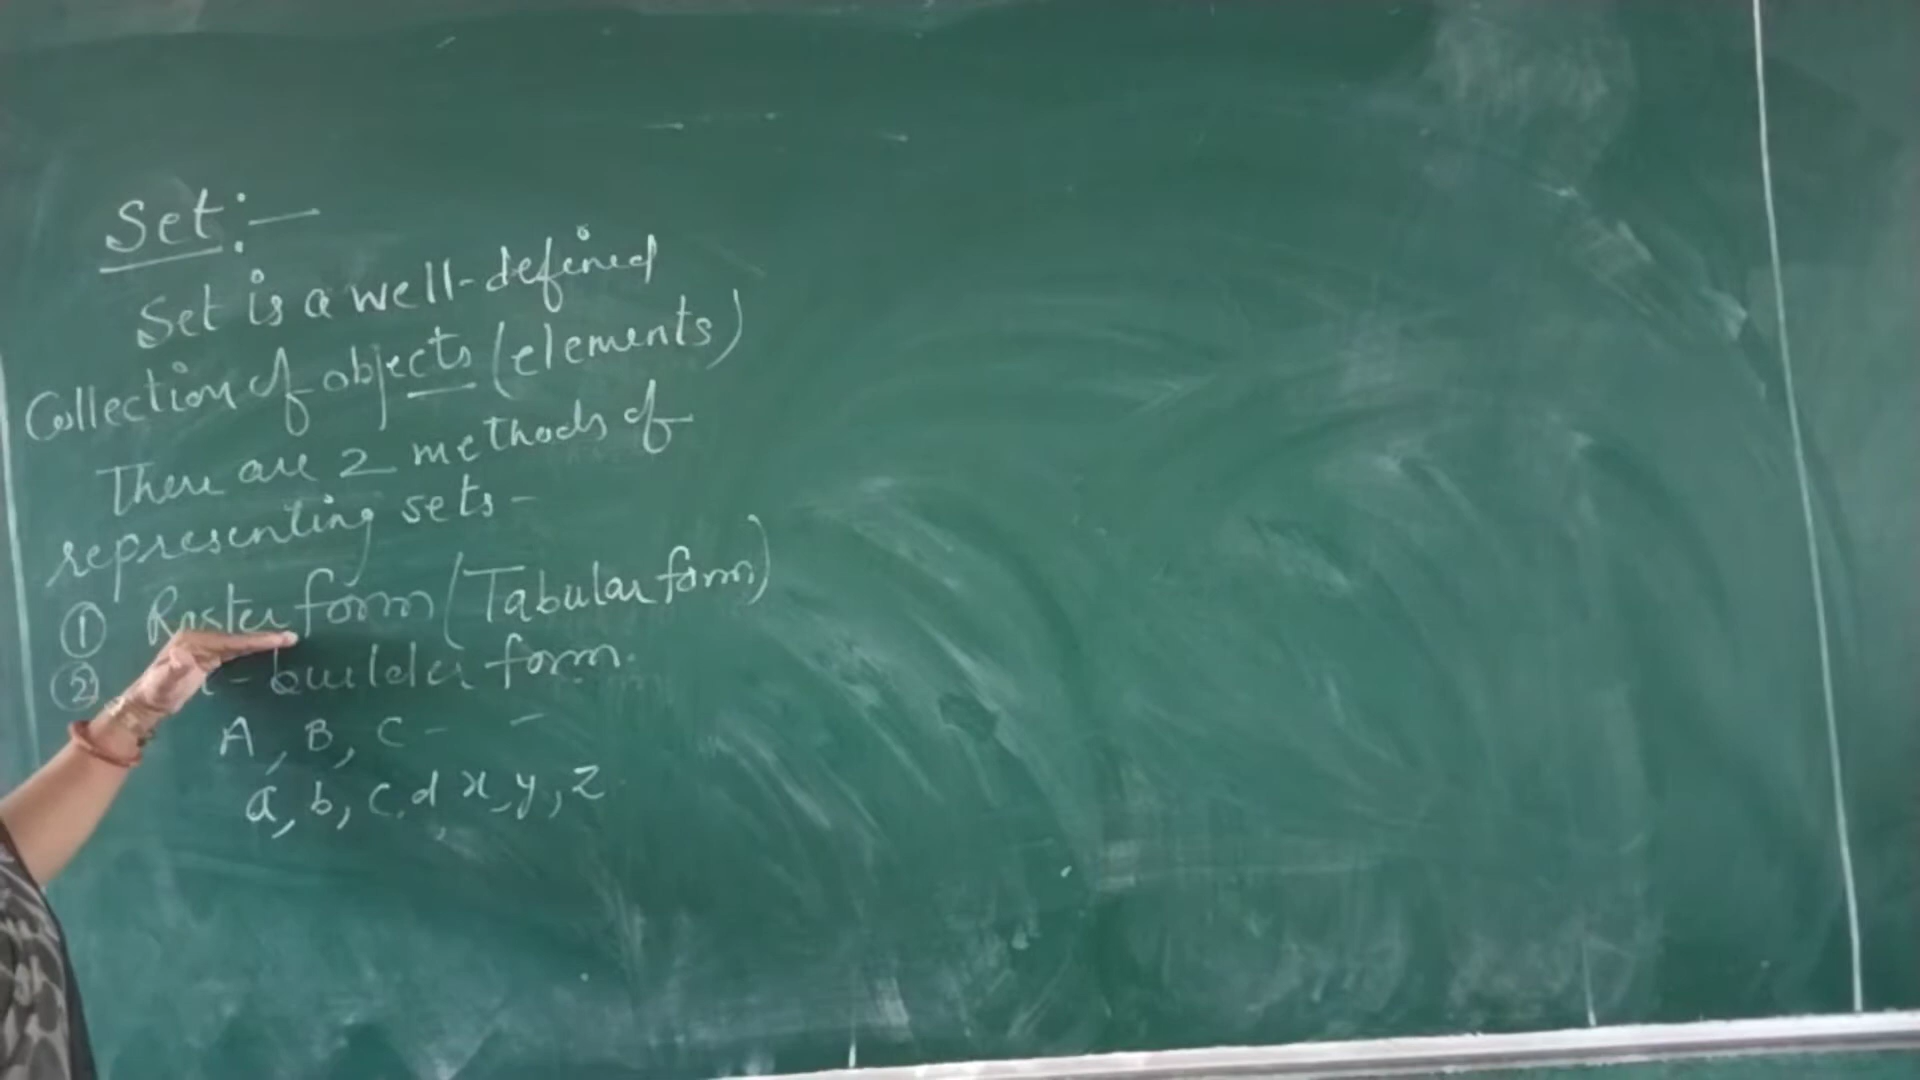 Set:—
Set is a well-defined
Collection of objects (elements)
There are 2 methods of
representing sets -
① Roster form (Tabular form)
② - builder form.
A, B, C - -
a, b, c, d x, y, z